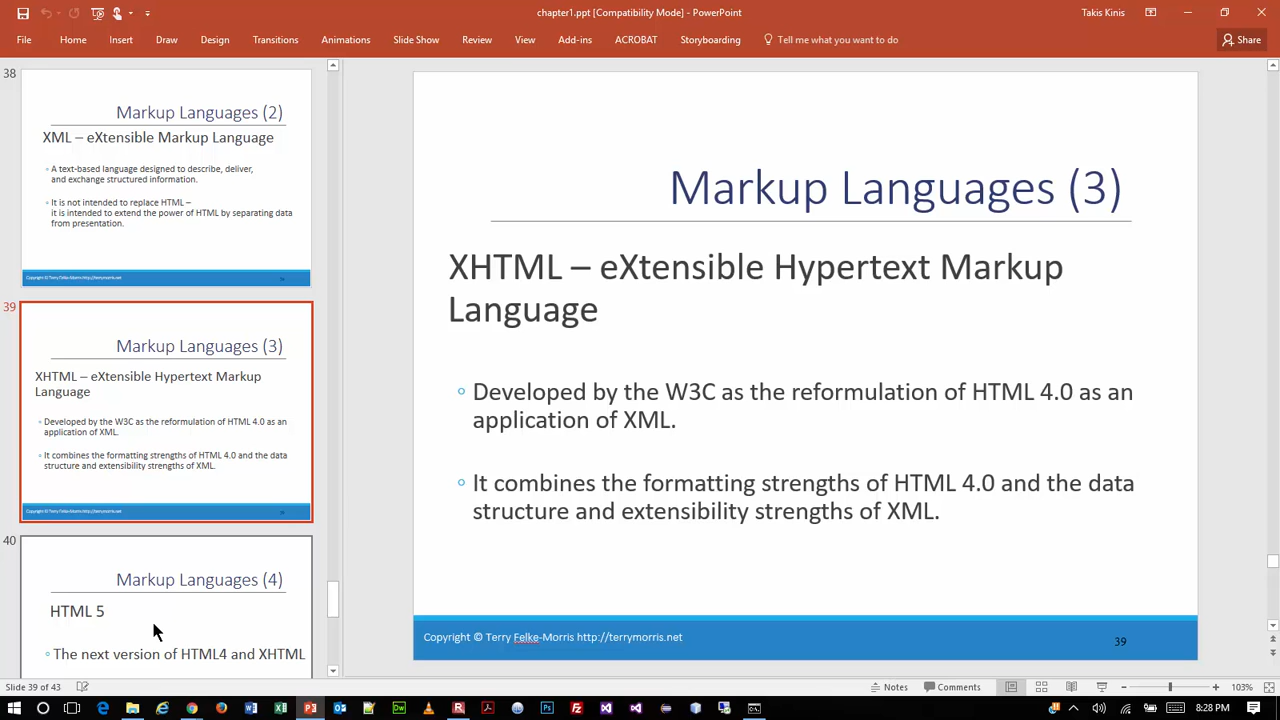 chapter1.ppt [Compatibility Mode] - PowerPoint
Takis Kinis
File Home Insert Draw Design Transitions Animations Slide Show Review View Add-ins ACROBAT Storyboarding Tell me what you want to do Share
38
Markup Languages (2)
XML – eXtensible Markup Language
◦ A text-based language designed to describe, deliver,
and exchange structured information.
◦ It is not intended to replace HTML –
it is intended to extend the power of HTML by separating data
from presentation.
Copyright © Terry Felke-Morris http://terrymorris.net
39
Markup Languages (3)
XHTML – eXtensible Hypertext Markup
Language
◦ Developed by the W3C as the reformulation of HTML 4.0 as an
application of XML.
◦ It combines the formatting strengths of HTML 4.0 and the data
structure and extensibility strengths of XML.
Copyright © Terry Felke-Morris http://terrymorris.net
40
Markup Languages (4)
HTML 5
◦ The next version of HTML4 and XHTML
Markup Languages (3)
XHTML – eXtensible Hypertext Markup
Language
◦ Developed by the W3C as the reformulation of HTML 4.0 as an
application of XML.
◦ It combines the formatting strengths of HTML 4.0 and the data
structure and extensibility strengths of XML.
Copyright © Terry Felke-Morris http://terrymorris.net
39
Slide 39 of 43
Notes Comments 103%
8:28 PM